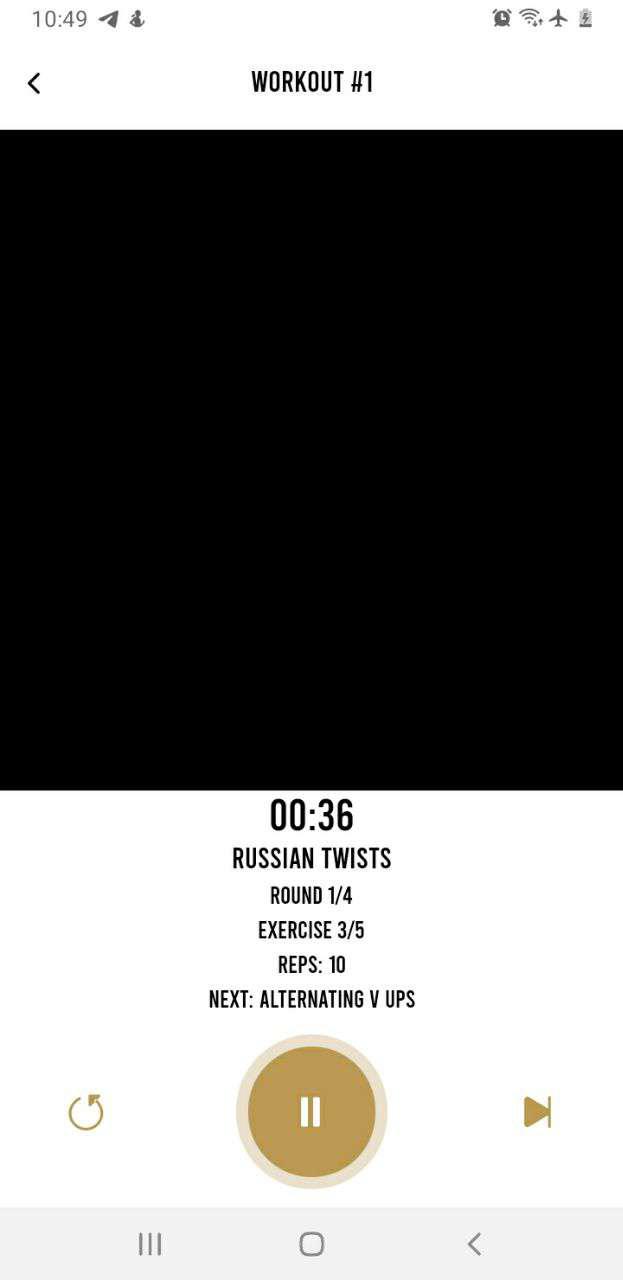 10:49
WORKOUT #1
00:36
RUSSIAN TWISTS
ROUND 1/4
EXERCISE 3/5
REPS: 10
NEXT: ALTERNATING V UPS